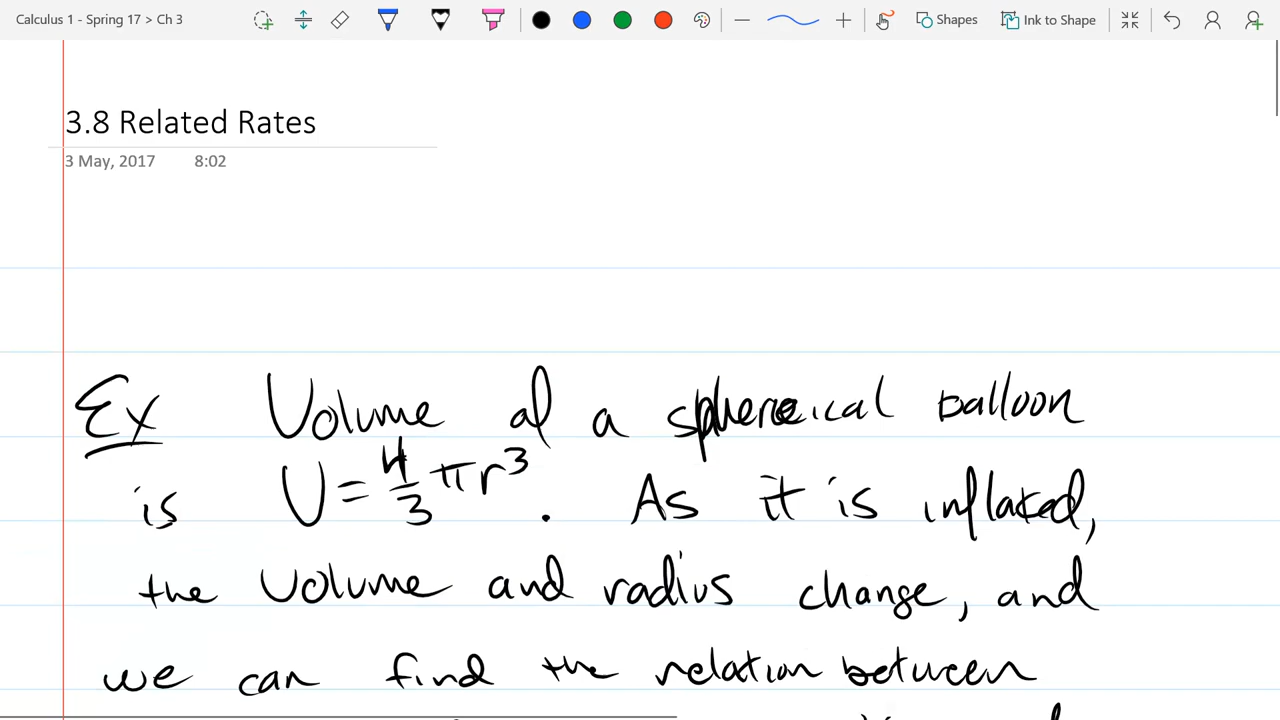 Calculus 1 - Spring 17 > Ch 3
Shapes
Ink to Shape
3.8 Related Rates
3 May, 2017 8:02
Ex Volume of a sphereical balloon
is V = 4/3 πr³ . As it is inflated,
the volume and radius change, and
we can find the relation between